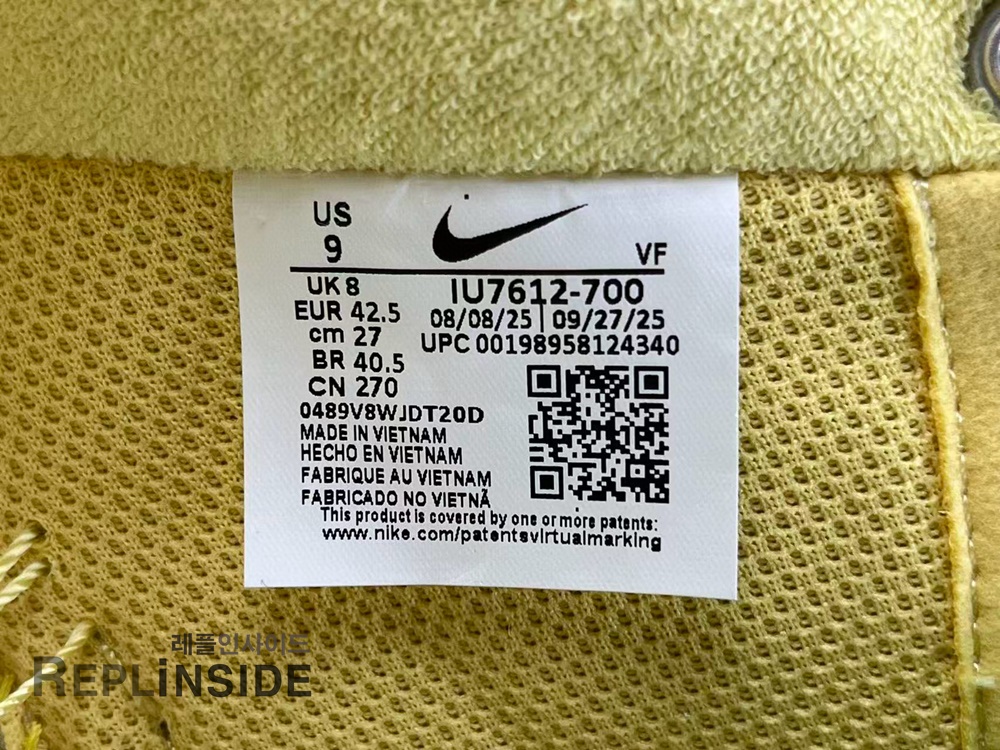 US
9
VF
UK 8
EUR 42.5
cm 27
BR 40.5
CN 270
IU7612-700
08/08/25 | 09/27/25
UPC 00198958124340
0489V8WJDT20D
MADE IN VIETNAM
HECHO EN VIETNAM
FABRIQUE AU VIETNAM
FABRICADO NO VIETNÃ
This product is covered by one or more patents:
www.nike.com/patentsvirtualmarking
레플인사이드
REPLINSIDE